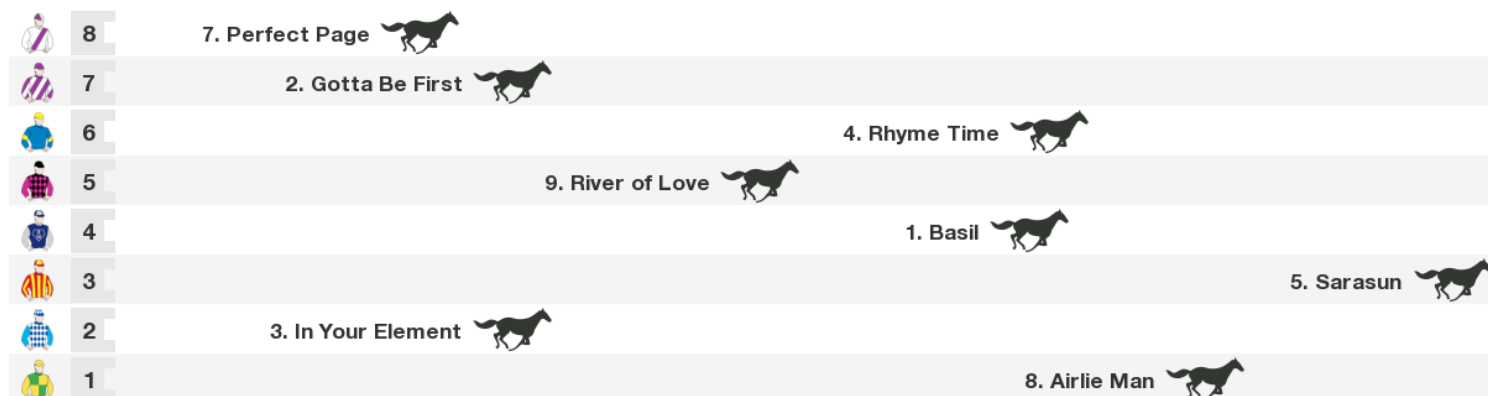 8 7. Perfect Page
7 2. Gotta Be First
6 4. Rhyme Time
5 9. River of Love
4 1. Basil
3 5. Sarasun
2 3. In Your Element
1 8. Airlie Man